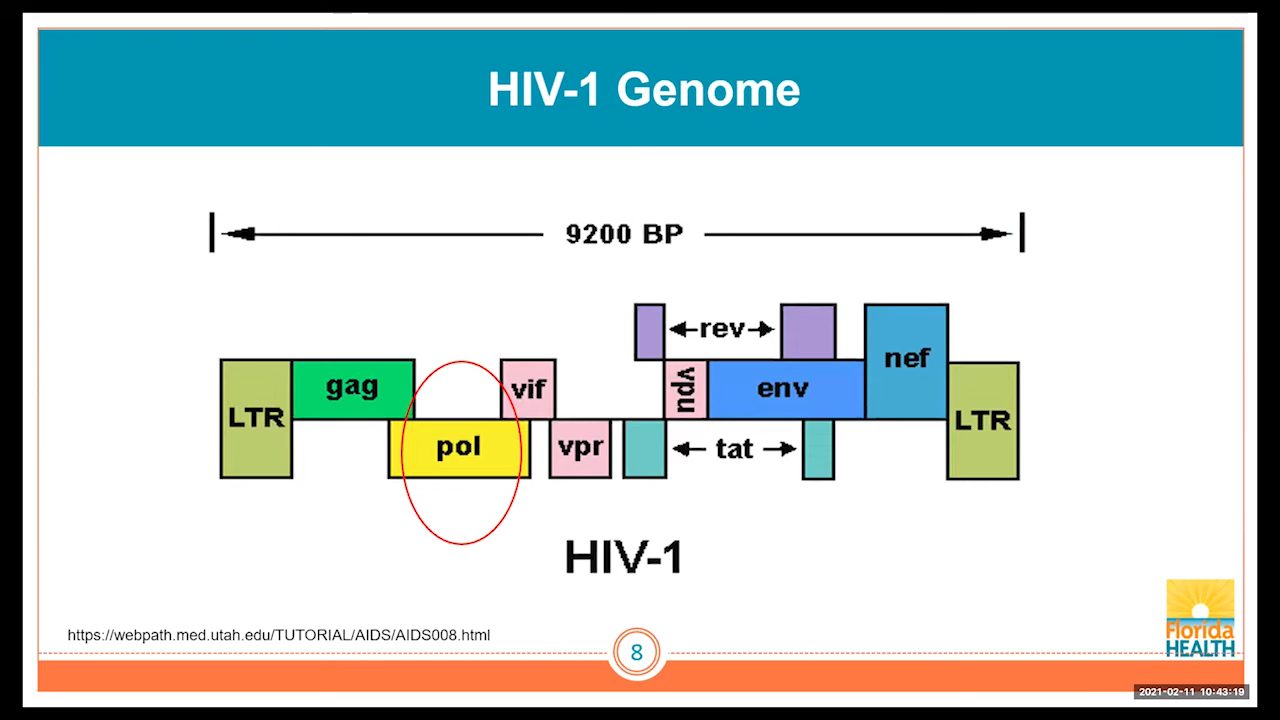 HIV-1 Genome
9200 BP
rev
nef
LTR
gag
vif
vpu
env
LTR
pol
vpr
tat
HIV-1
https://webpath.med.utah.edu/TUTORIAL/AIDS/AIDS008.html
8
Florida
HEALTH
2021-02-11 10:43:19